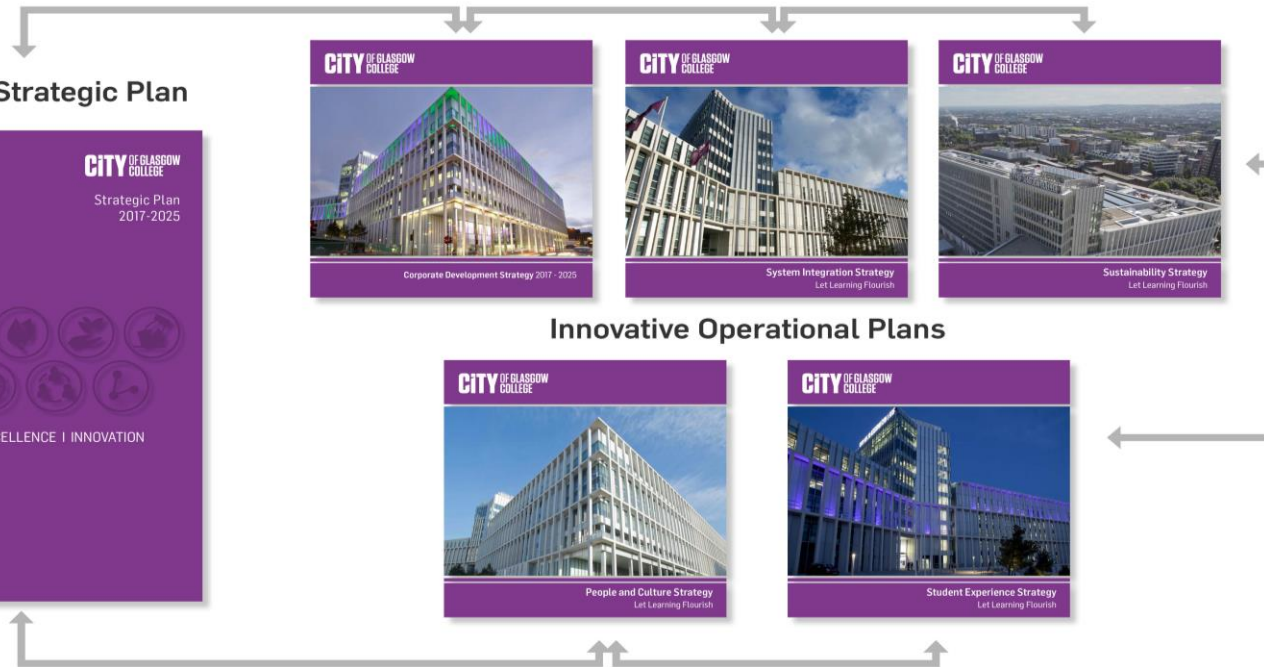 Strategic Plan
CITY OF GLASGOW COLLEGE
Strategic Plan
2017-2025
ELLENCE I INNOVATION
CITY OF GLASGOW COLLEGE
Corporate Development Strategy 2017 - 2025
CITY OF GLASGOW COLLEGE
System Integration Strategy
Let Learning Flourish
CITY OF GLASGOW COLLEGE
Sustainability Strategy
Let Learning Flourish
Innovative Operational Plans
CITY OF GLASGOW COLLEGE
People and Culture Strategy
Let Learning Flourish
CITY OF GLASGOW COLLEGE
Student Experience Strategy
Let Learning Flourish